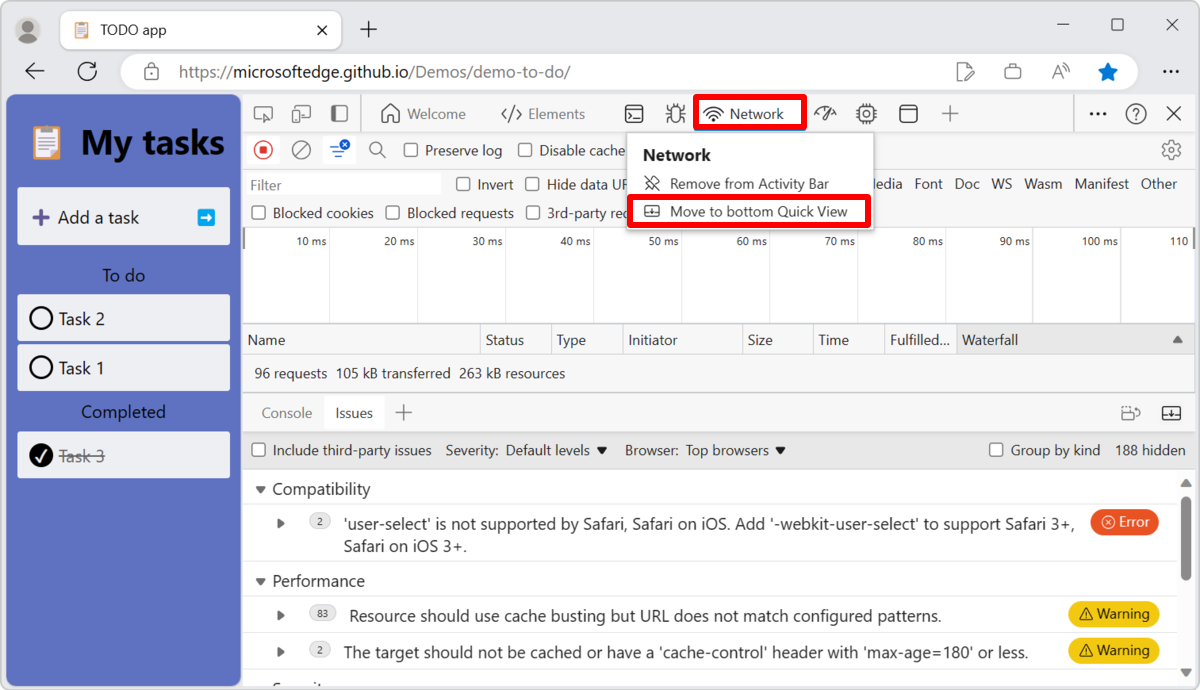 TODO app
https://microsoftedge.github.io/Demos/demo-to-do/
My tasks
Add a task
To do
Task 2
Task 1
Completed
Task 3
Welcome
Elements
Network
Preserve log
Disable cache
Network
Remove from Activity Bar
Move to bottom Quick View
Filter
Invert
Hide data
Font Doc WS Wasm Manifest Other
Blocked cookies
Blocked requests
3rd-party
10 ms 20 ms 30 ms 40 ms 50 ms 60 ms 70 ms 80 ms 90 ms 100 ms 110
Name Status Type Initiator Size Time Fulfilled... Waterfall
96 requests 105 kB transferred 263 kB resources
Console Issues
Include third-party issues Severity: Default levels Browser: Top browsers Group by kind 188 hidden
Compatibility
2 'user-select' is not supported by Safari, Safari on iOS. Add '-webkit-user-select' to support Safari 3+,
Safari on iOS 3+.
Error
Performance
83 Resource should use cache busting but URL does not match configured patterns. Warning
2 The target should not be cached or have a 'cache-control' header with 'max-age=180' or less. Warning